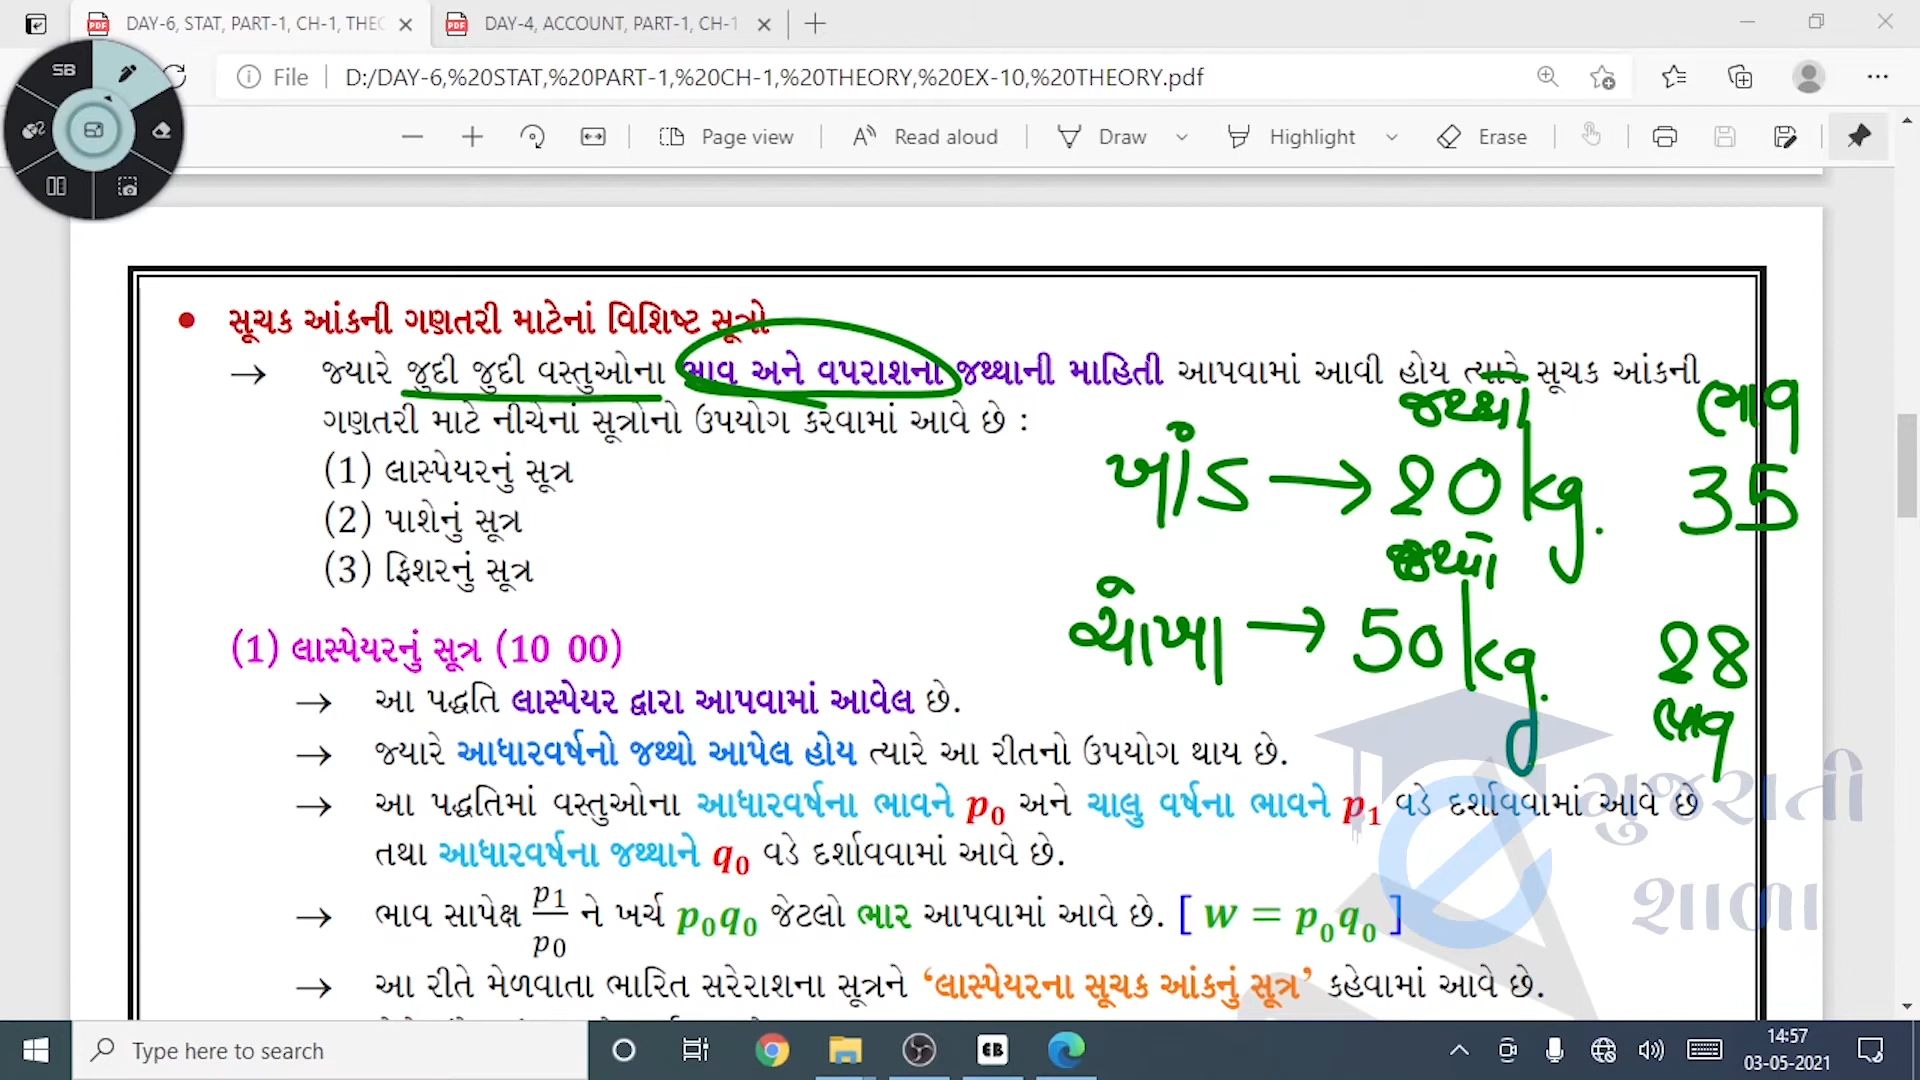 DAY-6, STAT, PART-1, CH-1, THEO
DAY-4, ACCOUNT, PART-1, CH-1
File
D:/DAY-6,%20STAT,%20PART-1,%20CH-1,%20THEORY,%20EX-10,%20THEORY.pdf
SB
Page view
Read aloud
Draw
Highlight
Erase
• સૂચક આંકની ગણતરી માટેનાં વિશિષ્ટ સૂત્રો
→ જ્યારે જુદી જુદી વસ્તુઓના ભાવ અને વપરાશના જથ્થાની માહિતી આપવામાં આવી હોય ત્યારે સૂચક આંકની
ગણતરી માટે નીચેનાં સૂત્રોનો ઉપયોગ કરવામાં આવે છે :
જથ્થો ભાવ
(1) લાસ્પેયરનું સૂત્ર
ખાંડ → 20 kg. 35
(2) પાશેનું સૂત્ર
(3) ફિશરનું સૂત્ર
જથ્થો
ચોખા → 50 kg. 28
ભાવ
(1) લાસ્પેયરનું સૂત્ર (10 00)
→ આ પદ્ધતિ લાસ્પેયર દ્વારા આપવામાં આવેલ છે.
→ જ્યારે આધારવર્ષનો જથ્થો આપેલ હોય ત્યારે આ રીતનો ઉપયોગ થાય છે.
→ આ પદ્ધતિમાં વસ્તુઓના આધારવર્ષના ભાવને p₀ અને ચાલુ વર્ષના ભાવને p₁ વડે દર્શાવવામાં આવે છે
તથા આધારવર્ષના જથ્થાને q₀ વડે દર્શાવવામાં આવે છે.
→ ભાવ સાપેક્ષ p₁/p₀ ને ખર્ચ p₀q₀ જેટલો ભાર આપવામાં આવે છે. [ w = p₀q₀ ]
→ આ રીતે મેળવાતા ભારિત સરેરાશના સૂત્રને ‘લાસ્પેયરના સૂચક આંકનું સૂત્ર’ કહેવામાં આવે છે.
ગુજરાતી
શાળા
Type here to search
14:57
03-05-2021